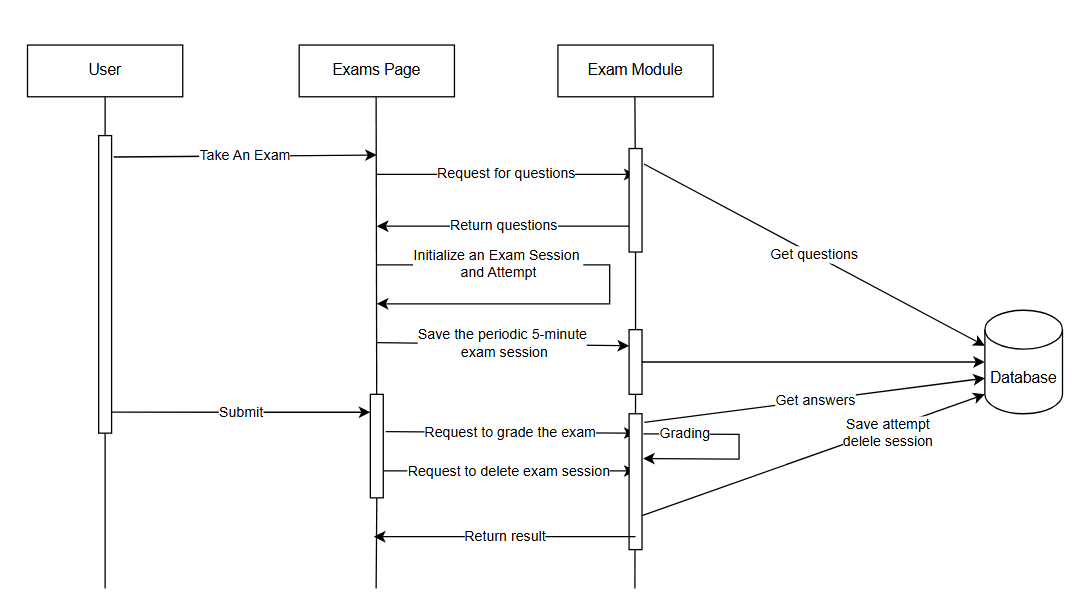 User
Exams Page
Exam Module
Take An Exam
Request for questions
Return questions
Get questions
Initialize an Exam Session
and Attempt
Save the periodic 5-minute
exam session
Database
Submit
Get answers
Request to grade the exam
Grading
Save attempt
delele session
Request to delete exam session
Return result